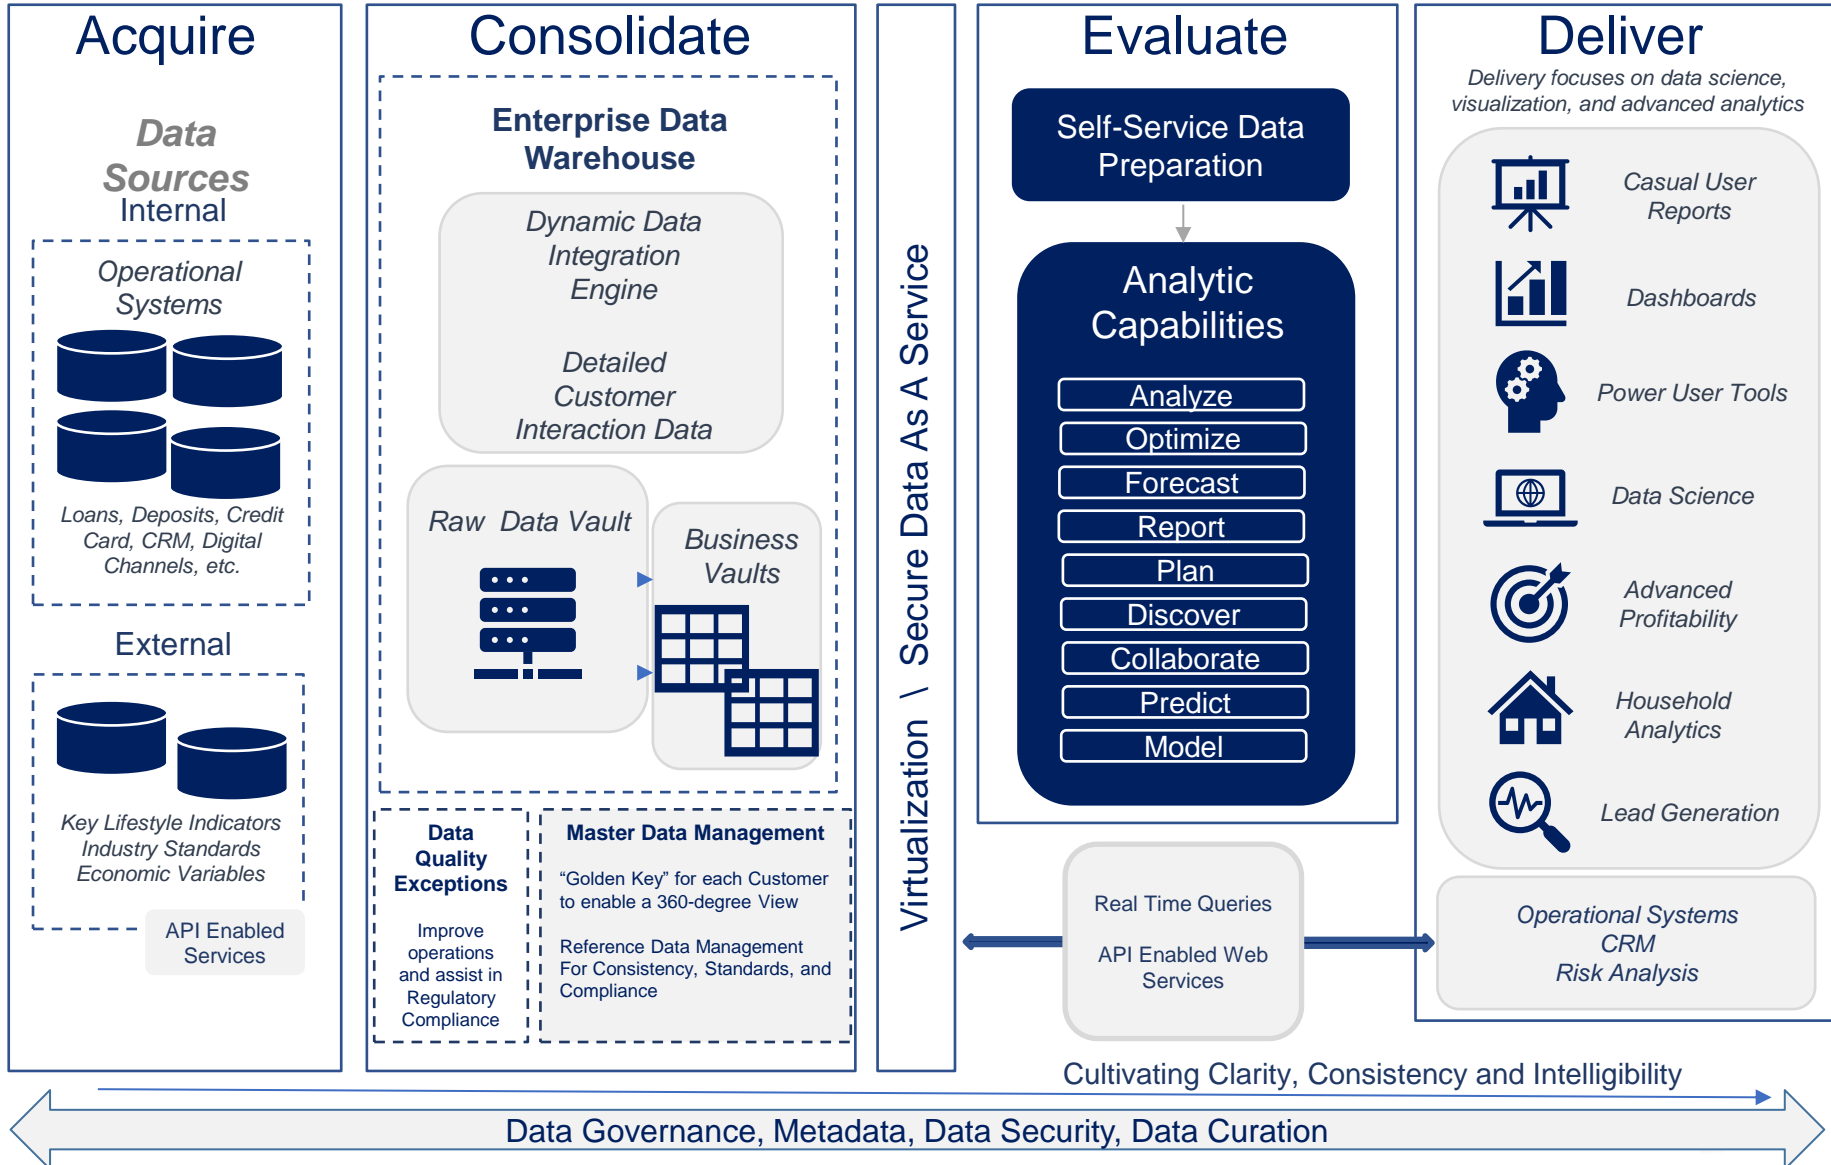 Acquire
Data
Sources
Internal
Operational
Systems
Loans, Deposits, Credit
Card, CRM, Digital
Channels, etc.
External
Key Lifestyle Indicators
Industry Standards
Economic Variables
API Enabled
Services
Consolidate
Enterprise Data
Warehouse
Dynamic Data
Integration
Engine
Detailed
Customer
Interaction Data
Raw Data Vault
Business
Vaults
Data
Quality
Exceptions
Improve
operations
and assist in
Regulatory
Compliance
Master Data Management
“Golden Key” for each Customer
to enable a 360-degree View
Reference Data Management
For Consistency, Standards, and
Compliance
Virtualization \ Secure Data As A Service
Evaluate
Self-Service Data
Preparation
Analytic
Capabilities
Analyze
Optimize
Forecast
Report
Plan
Discover
Collaborate
Predict
Model
Real Time Queries
API Enabled Web
Services
Deliver
Delivery focuses on data science,
visualization, and advanced analytics
Casual User
Reports
Dashboards
Power User Tools
Data Science
Advanced
Profitability
Household
Analytics
Lead Generation
Operational Systems
CRM
Risk Analysis
Cultivating Clarity, Consistency and Intelligibility
Data Governance, Metadata, Data Security, Data Curation